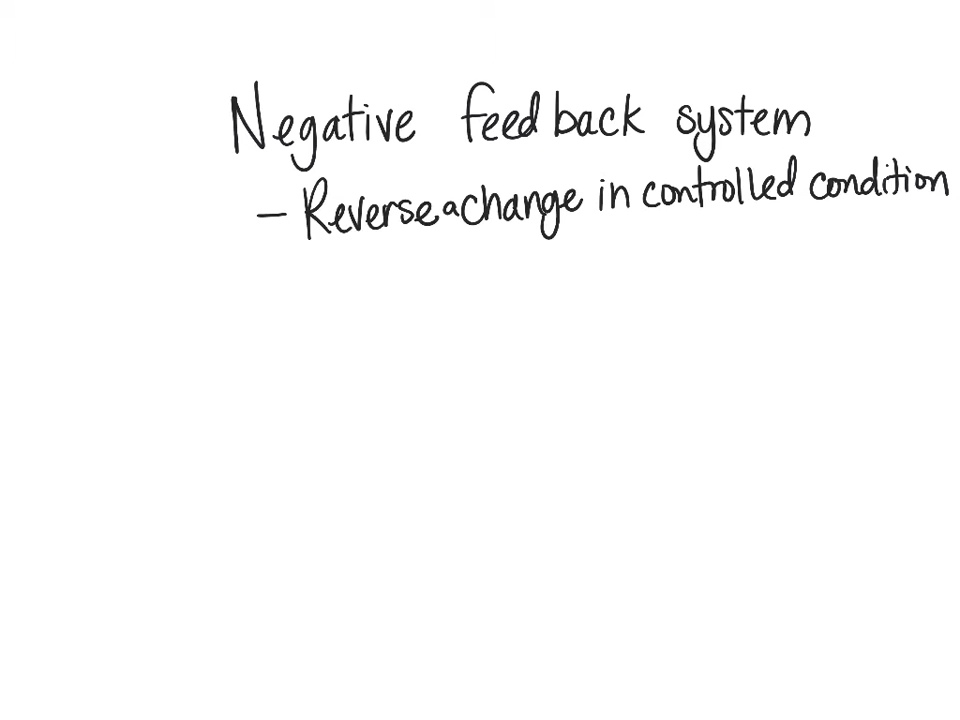 Negative feedback system
– Reverse a change in controlled condition